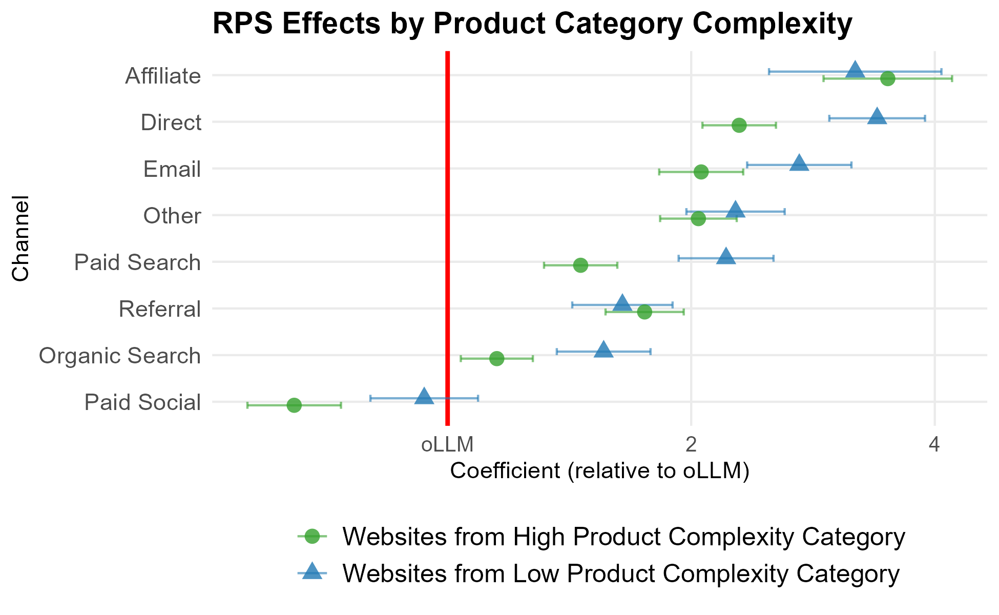 RPS Effects by Product Category Complexity
Channel
Affiliate
Direct
Email
Other
Paid Search
Referral
Organic Search
Paid Social
oLLM 2 4
Coefficient (relative to oLLM)
Websites from High Product Complexity Category
Websites from Low Product Complexity Category